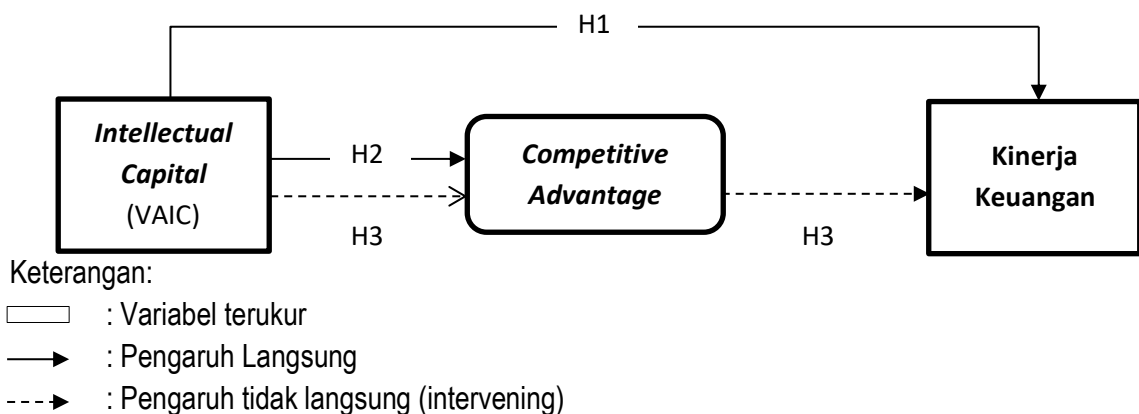 H1
Intellectual
Capital
(VAIC)
H2
H3
Competitive
Advantage
H3
Kinerja
Keuangan
Keterangan:
: Variabel terukur
: Pengaruh Langsung
: Pengaruh tidak langsung (intervening)